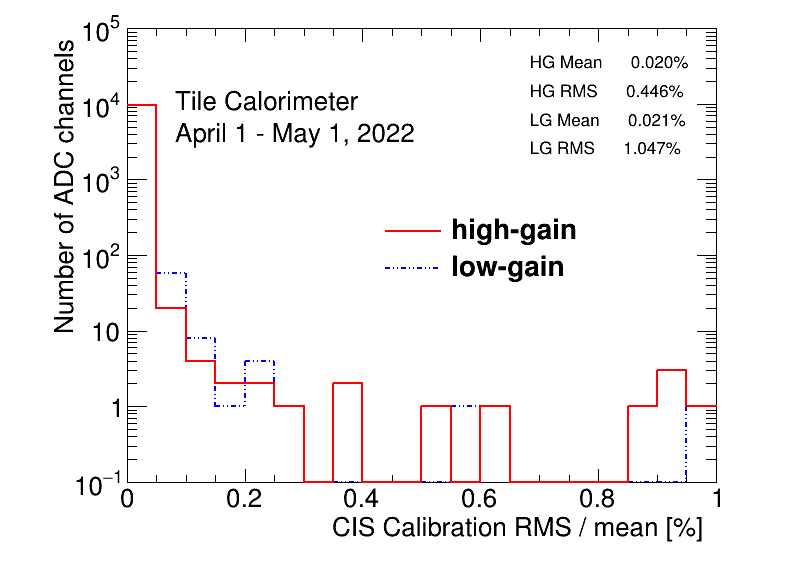 10^5
10^4
10^3
10^2
10
1
10^−1
Number of ADC channels
Tile Calorimeter
April 1 - May 1, 2022
HG Mean 0.020%
HG RMS 0.446%
LG Mean 0.021%
LG RMS 1.047%
high-gain
low-gain
0 0.2 0.4 0.6 0.8 1
CIS Calibration RMS / mean [%]